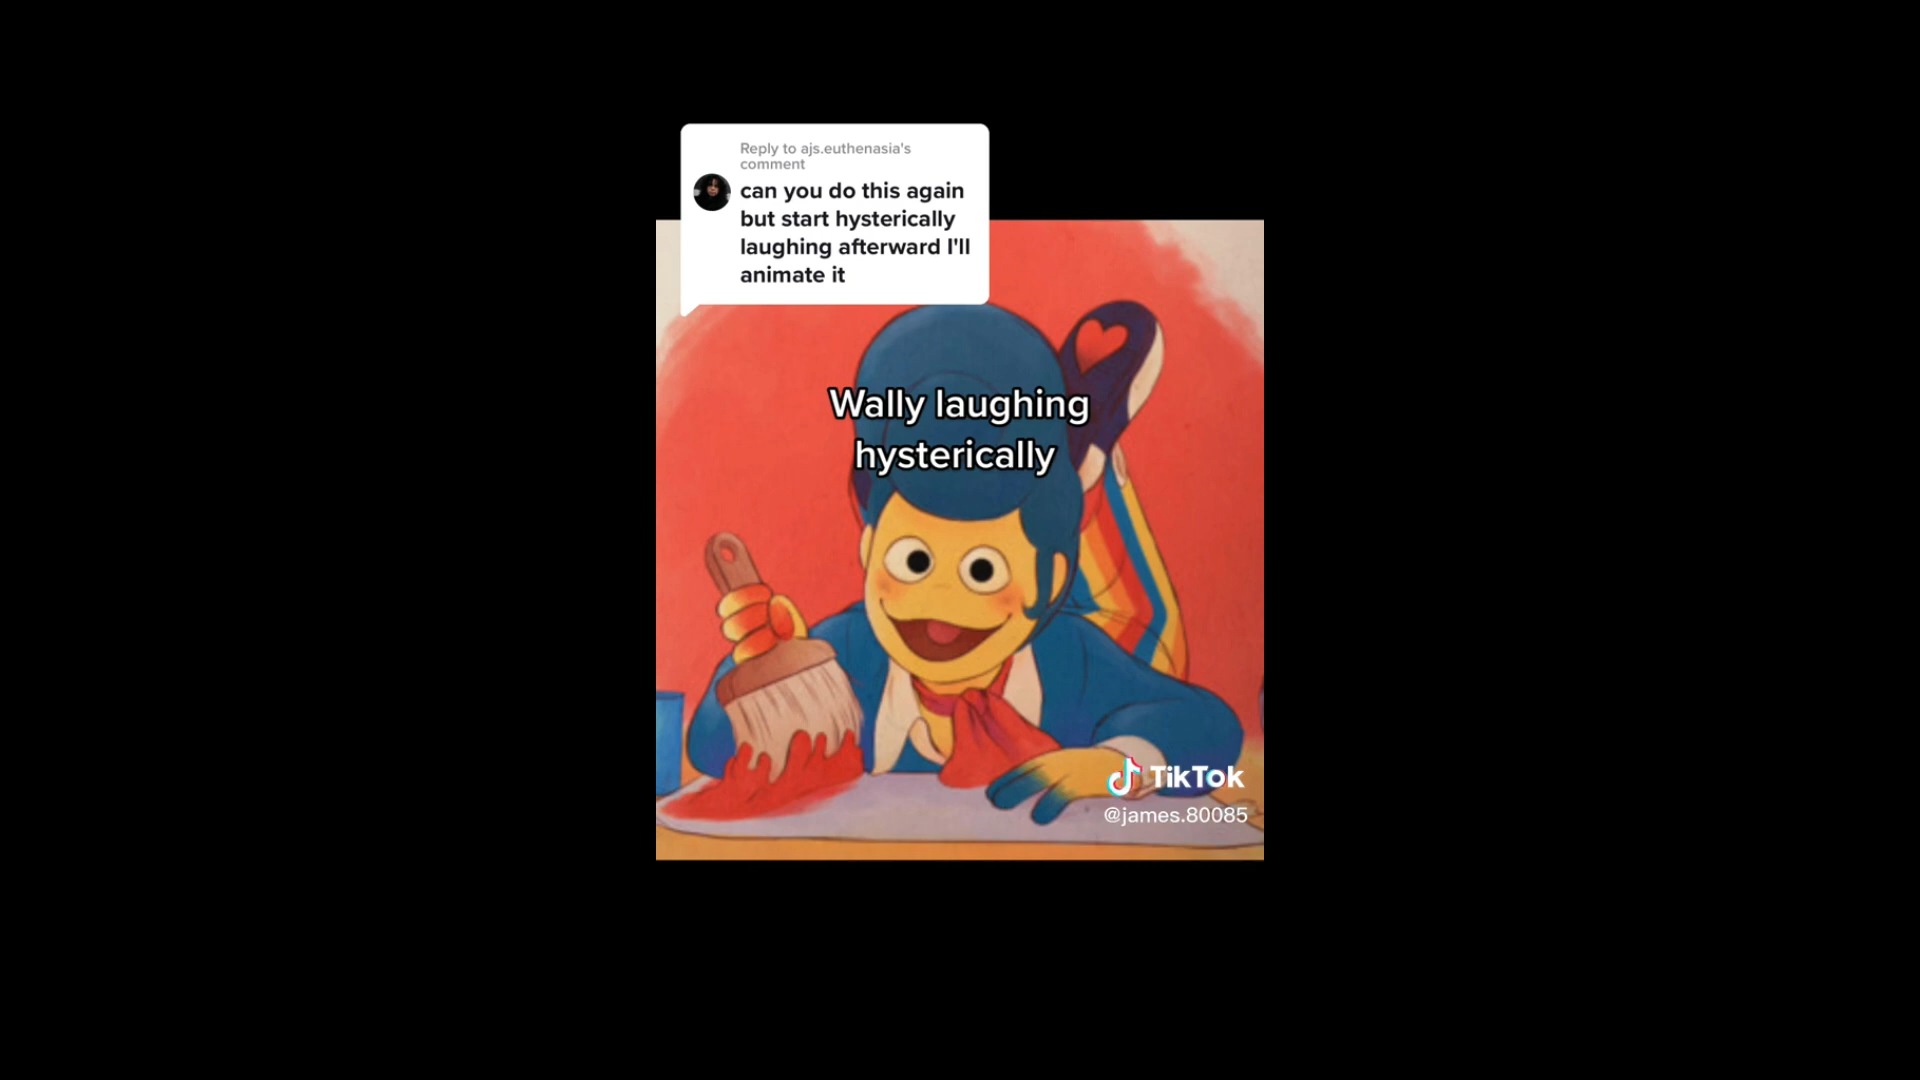 Reply to ajs.euthenasia's
comment
can you do this again
but start hysterically
laughing afterward I'll
animate it
Wally laughing
hysterically
TikTok
@james.80085